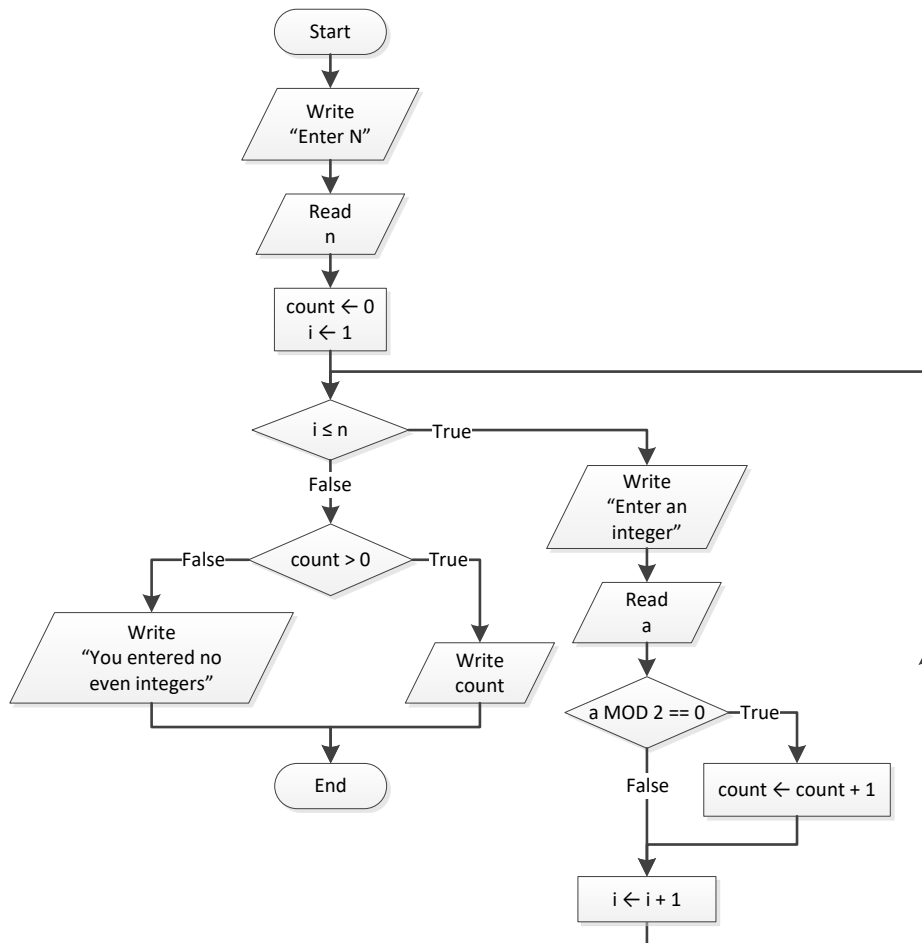 Start
Write
“Enter N”
Read
n
count ← 0
i ← 1
i ≤ n
True
False
Write
“Enter an
integer”
count > 0
False
True
Read
a
Write
“You entered no
even integers”
Write
count
a MOD 2 == 0
True
False
count ← count + 1
End
i ← i + 1